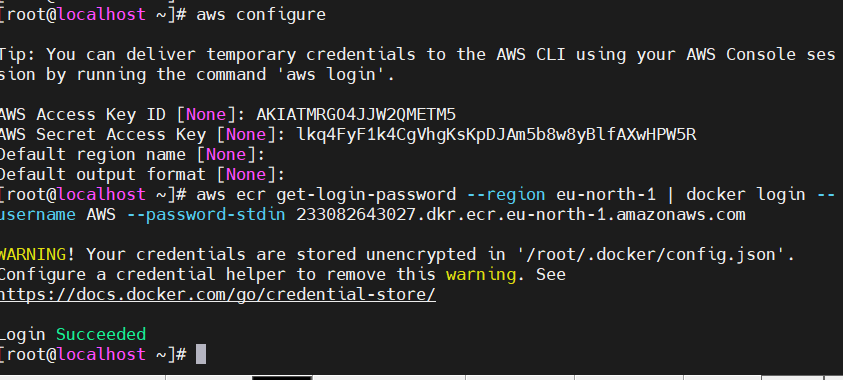 [root@localhost ~]# aws configure
Tip: You can deliver temporary credentials to the AWS CLI using your AWS Console ses
sion by running the command 'aws login'.
AWS Access Key ID [None]: AKIATMRGO4JJW2QMETM5
AWS Secret Access Key [None]: lkq4FyF1k4CgVhgKsKpDJAm5b8w8yBlfAXwHPW5R
Default region name [None]:
Default output format [None]:
[root@localhost ~]# aws ecr get-login-password --region eu-north-1 | docker login --
username AWS --password-stdin 233082643027.dkr.ecr.eu-north-1.amazonaws.com
WARNING! Your credentials are stored unencrypted in '/root/.docker/config.json'.
Configure a credential helper to remove this warning. See
https://docs.docker.com/go/credential-store/
Login Succeeded
[root@localhost ~]#